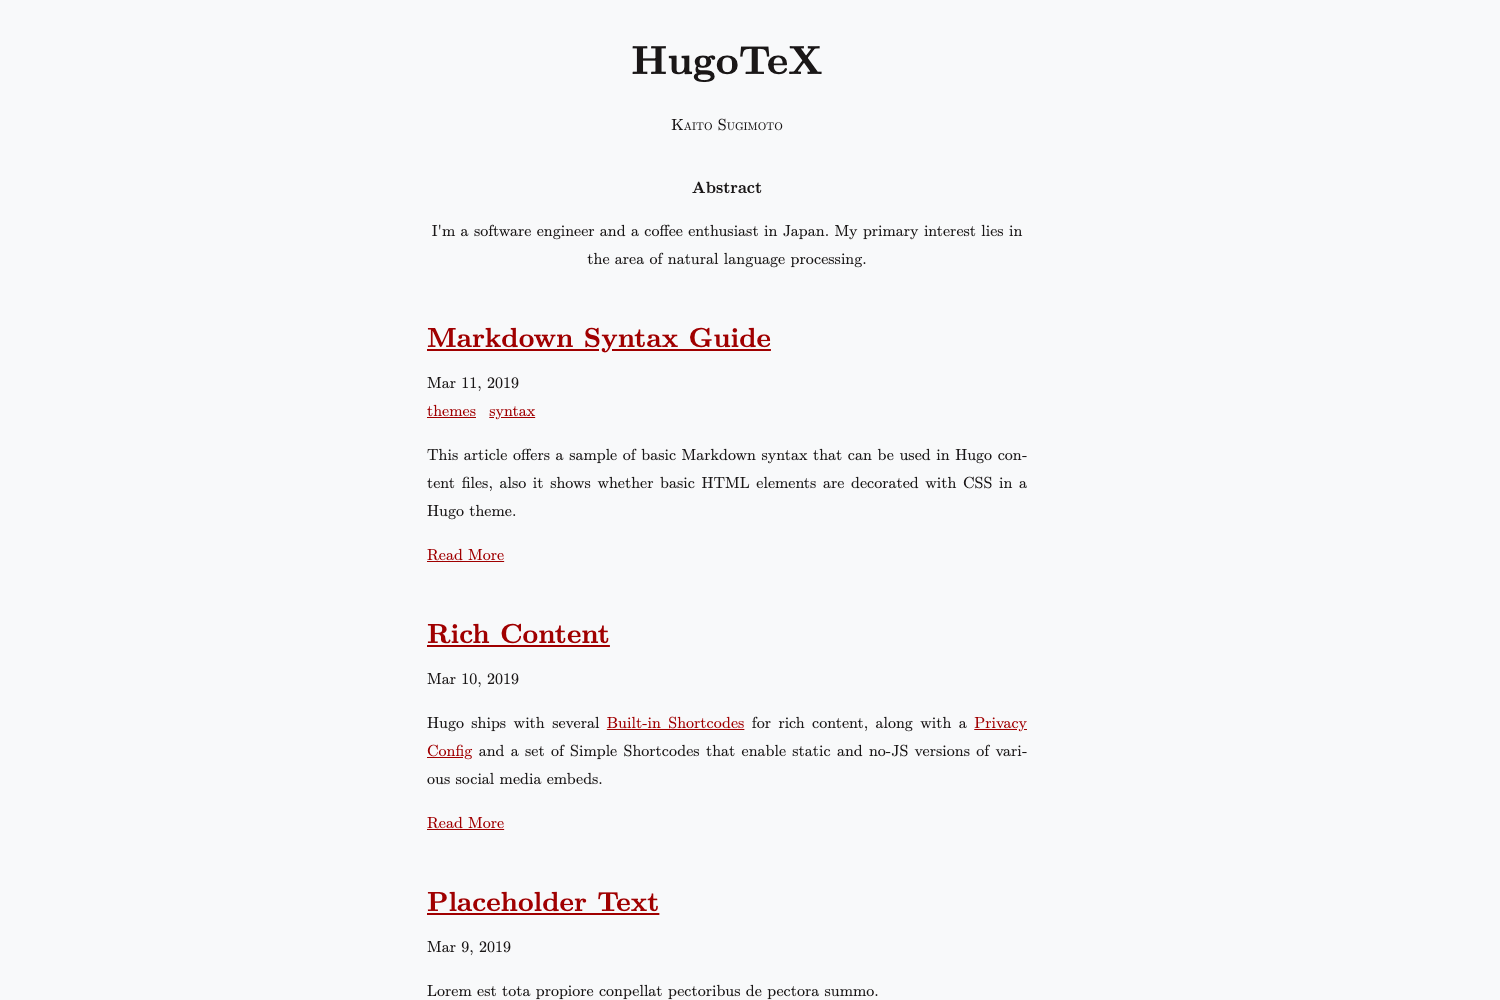 HugoTeX
Kaito Sugimoto
Abstract
I'm a software engineer and a coffee enthusiast in Japan. My primary interest lies in
the area of natural language processing.
Markdown Syntax Guide
Mar 11, 2019
themes syntax
This article offers a sample of basic Markdown syntax that can be used in Hugo con-
tent files, also it shows whether basic HTML elements are decorated with CSS in a
Hugo theme.
Read More
Rich Content
Mar 10, 2019
Hugo ships with several Built-in Shortcodes for rich content, along with a Privacy
Config and a set of Simple Shortcodes that enable static and no-JS versions of vari-
ous social media embeds.
Read More
Placeholder Text
Mar 9, 2019
Lorem est tota propiore conpellat pectoribus de pectora summo.